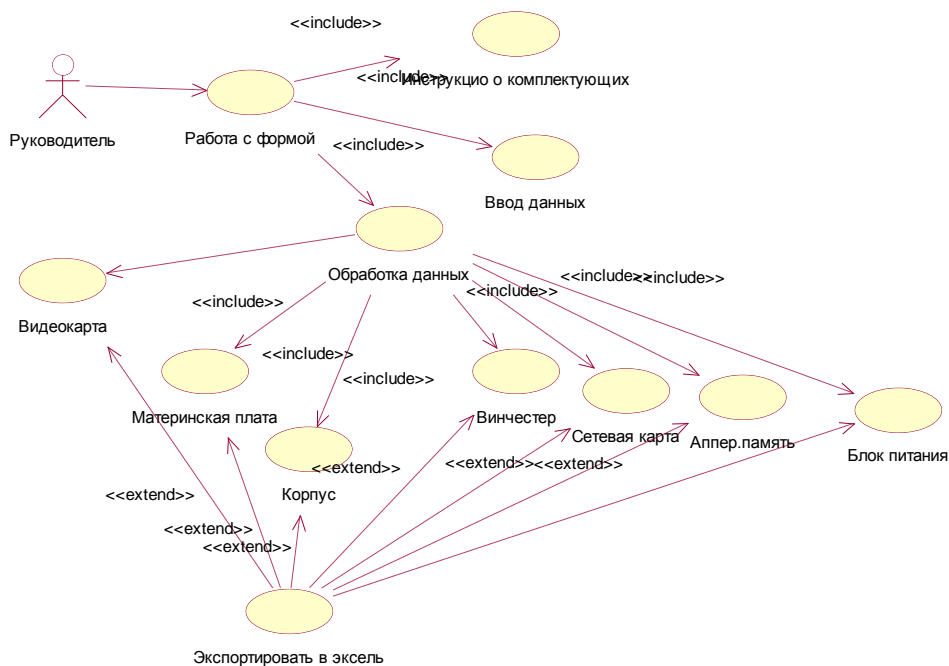 <<include>>
<<include>>
Инструкцио о комплектующих
Руководитель
Работа с формой
<<include>>
Ввод данных
Обработка данных
<<include>>
<<include>>
<<include>>
<<include>>
Видеокарта
<<include>>
<<include>>
Материнская плата
Винчестер
Сетевая карта
Аппер.память
Блок питания
<<extend>>
<<extend>>
<<extend>>
Корпус
<<extend>>
<<extend>>
<<extend>>
Экспортировать в эксель